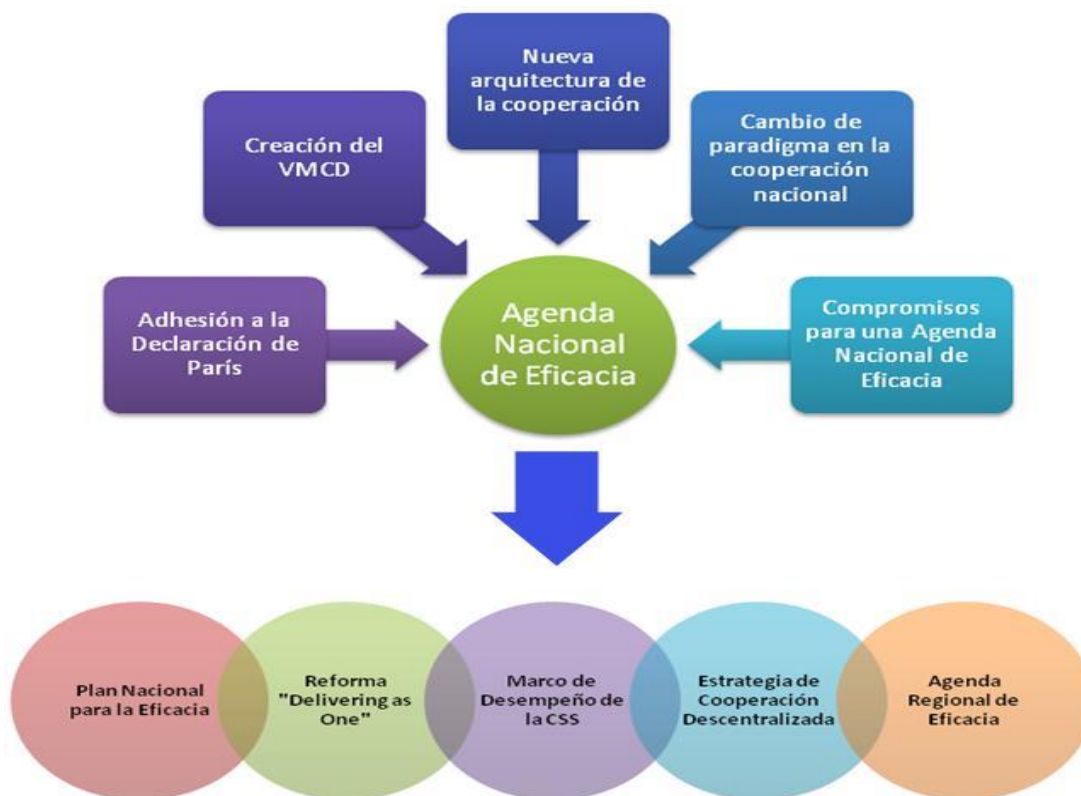 Nueva
arquitectura de
la cooperación
Creación del
VMCD
Cambio de
paradigma en la
cooperación
nacional
Adhesión a la
Declaración de
París
Agenda
Nacional
de Eficacia
Compromisos
para una Agenda
Nacional de
Eficacia
Plan Nacional
para la Eficacia
Reforma
"Delivering as
One"
Marco de
Desempeño de
la CSS
Estrategia de
Cooperación
Descentralizada
Agenda
Regional de
Eficacia